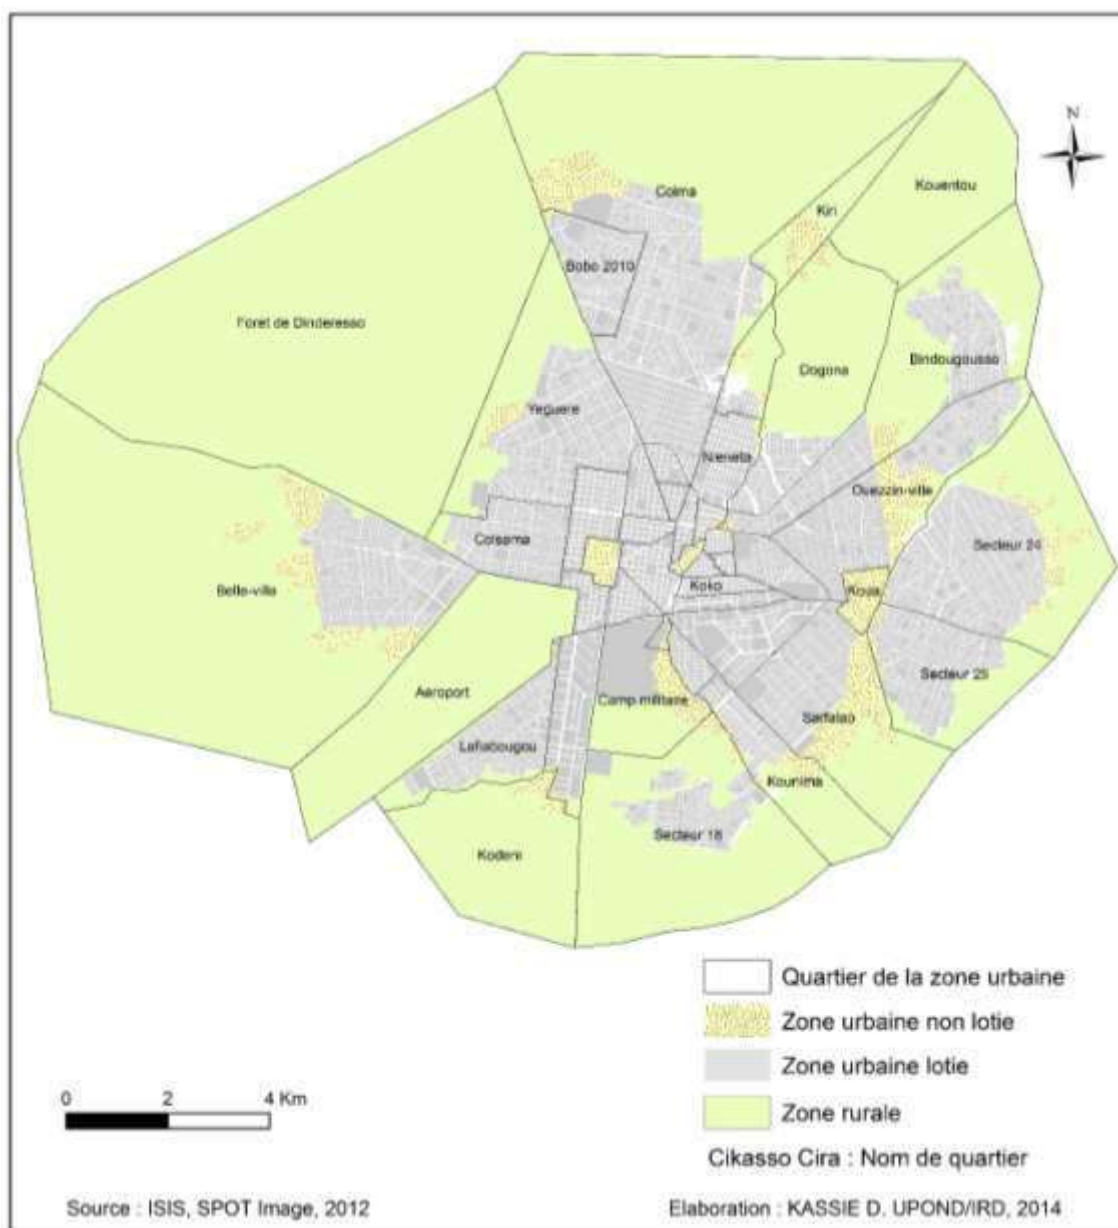 N
Colma
Kiri
Kouentou
Bobo 2010
Foret de Dinderesso
Dogona
Bindougousso
Yeguere
Nieneta
Ouezzin-ville
Colsama
Secteur 24
Belle-ville
Koko
Koua
Secteur 25
Aeroport
Camp militaire
Sarfalao
Lafiabougou
Kounima
Secteur 18
Kodeni
Quartier de la zone urbaine
Zone urbaine non lotie
Zone urbaine lotie
Zone rurale
0 2 4 Km
Cikasso Cira : Nom de quartier
Source : ISIS, SPOT Image, 2012
Elaboration : KASSIE D. UPOND/IRD, 2014